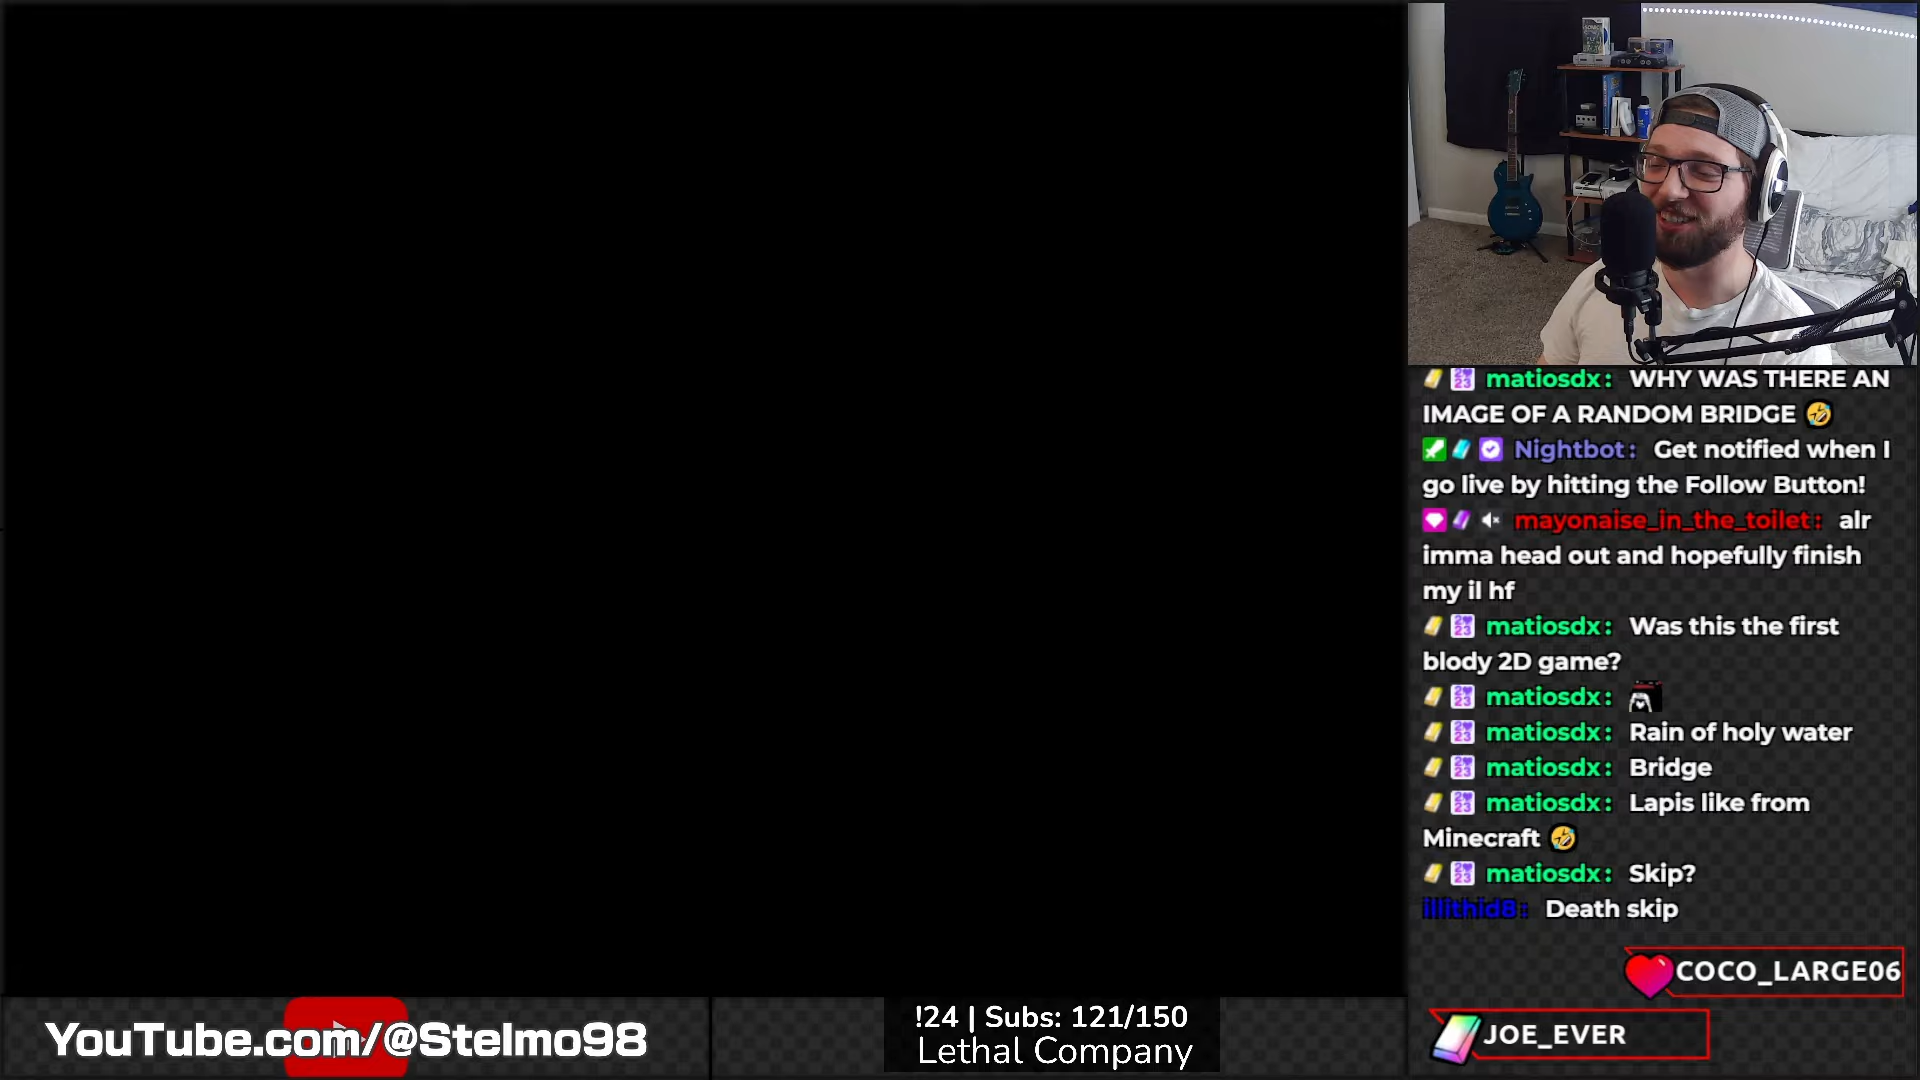 matiosdx: WHY WAS THERE AN
IMAGE OF A RANDOM BRIDGE 🤣
Nightbot: Get notified when I
go live by hitting the Follow Button!
mayonaise_in_the_toilet: alr
imma head out and hopefully finish
my il hf
matiosdx: Was this the first
blody 2D game?
matiosdx:
matiosdx: Rain of holy water
matiosdx: Bridge
matiosdx: Lapis like from
Minecraft 🤣
matiosdx: Skip?
illithid8: Death skip
COCO_LARGE06
JOE_EVER
YouTube.com/@Stelmo98
!24 | Subs: 121/150
Lethal Company